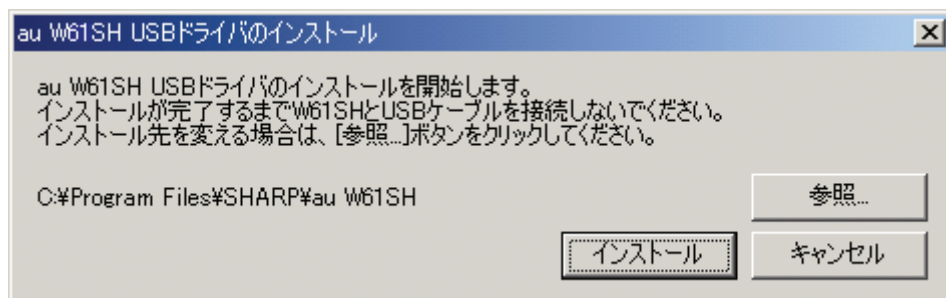 au W61SH USBドライバのインストール
au W61SH USBドライバのインストールを開始します。
インストールが完了するまでW61SHとUSBケーブルを接続しないでください。
インストール先を変える場合は、[参照...]ボタンをクリックしてください。
C:¥Program Files¥SHARP¥au W61SH
参照...
インストール
キャンセル